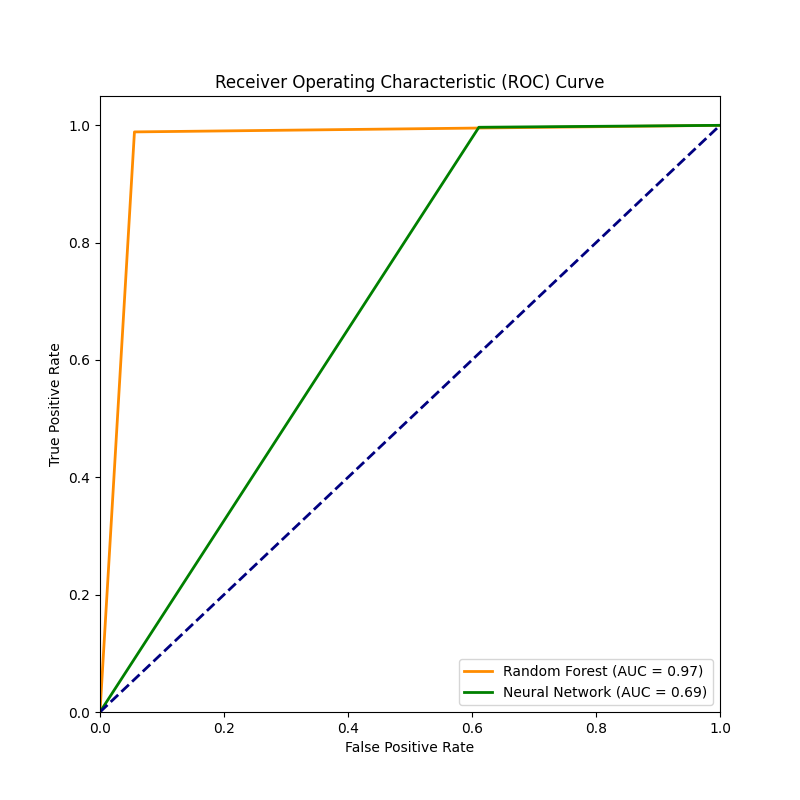 Receiver Operating Characteristic (ROC) Curve
1.0
0.8
0.6
0.4
0.2
0.0
True Positive Rate
0.0 0.2 0.4 0.6 0.8 1.0
False Positive Rate
Random Forest (AUC = 0.97)
Neural Network (AUC = 0.69)